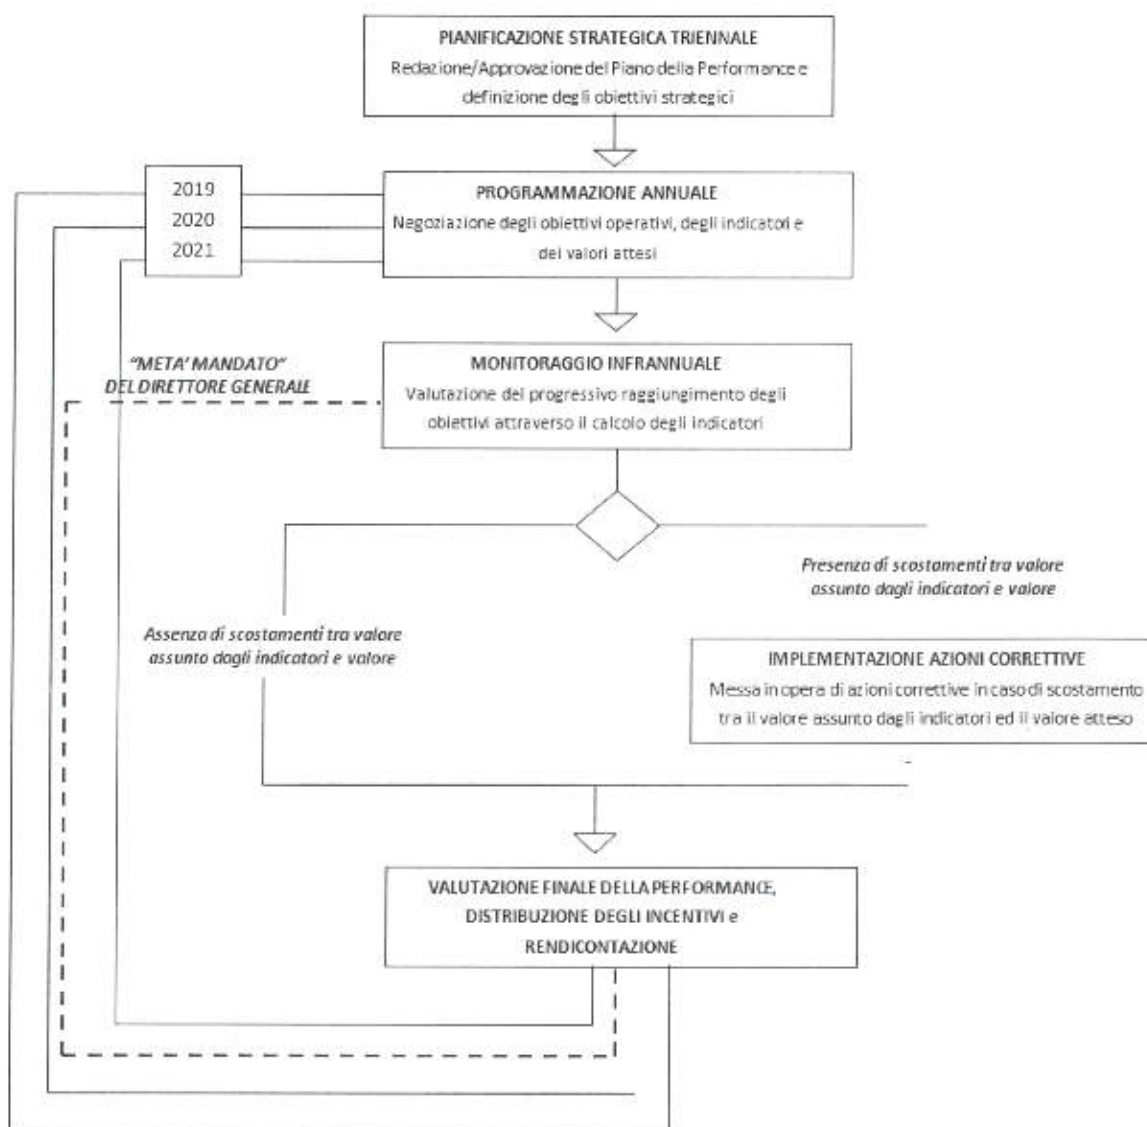 PIANIFICAZIONE STRATEGICA TRIENNALE
Redazione/Approvazione del Piano della Performance e
definizione degli obiettivi strategici
2019
2020
2021
PROGRAMMAZIONE ANNUALE
Negoziazione degli obiettivi operativi, degli indicatori e
dei valori attesi
"META' MANDATO"
DEL DIRETTORE GENERALE
MONITORAGGIO INFRANNUALE
Valutazione del progressivo raggiungimento degli
obiettivi attraverso il calcolo degli indicatori
Presenza di scostamenti tra valore
assunto dagli indicatori e valore
Assenza di scostamenti tra valore
assunto dagli indicatori e valore
IMPLEMENTAZIONE AZIONI CORRETTIVE
Messa in opera di azioni correttive in caso di scostamento
tra il valore assunto dagli indicatori ed il valore atteso
VALUTAZIONE FINALE DELLA PERFORMANCE,
DISTRIBUZIONE DEGLI INCENTIVI e
RENDICONTAZIONE